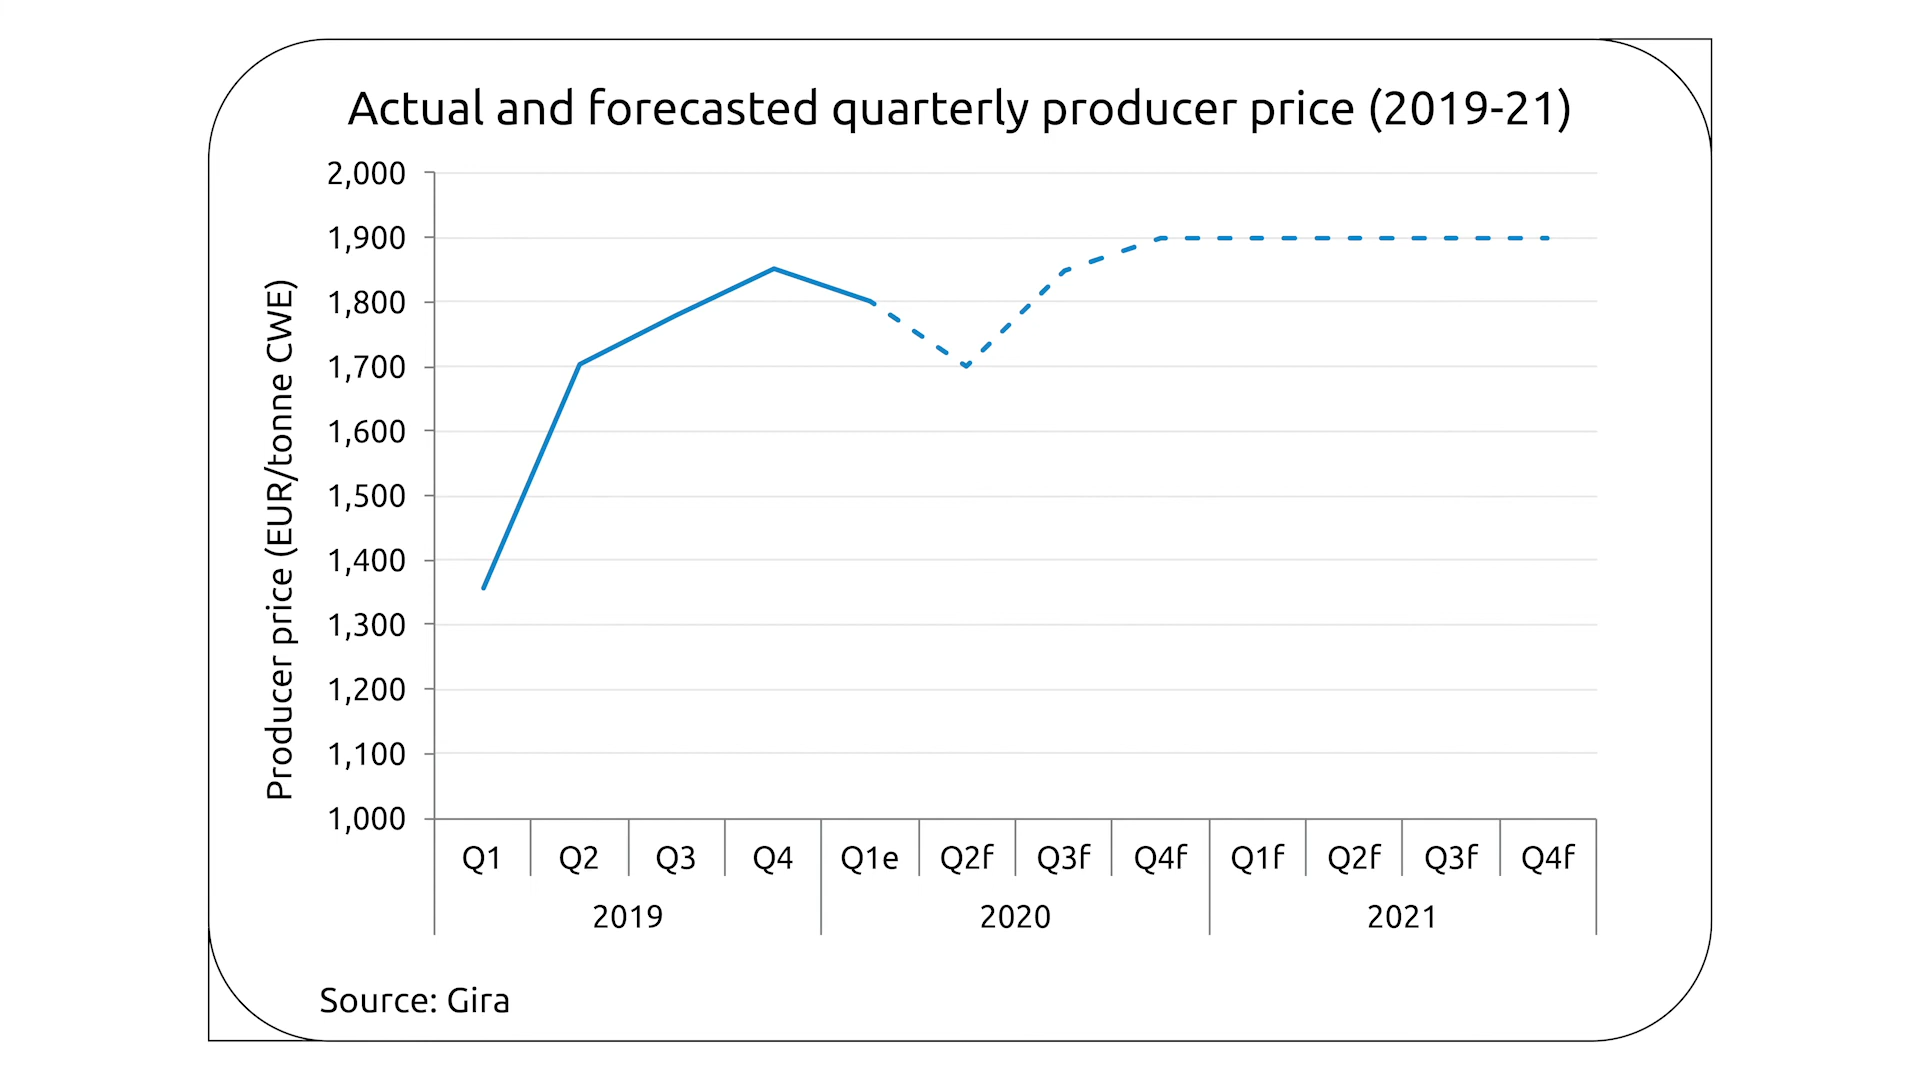 Actual and forecasted quarterly producer price (2019-21)
Producer price (EUR/tonne CWE)
2,000
1,900
1,800
1,700
1,600
1,500
1,400
1,300
1,200
1,100
1,000
Q1 Q2 Q3 Q4 Q1e Q2f Q3f Q4f Q1f Q2f Q3f Q4f
2019 2020 2021
Source: Gira